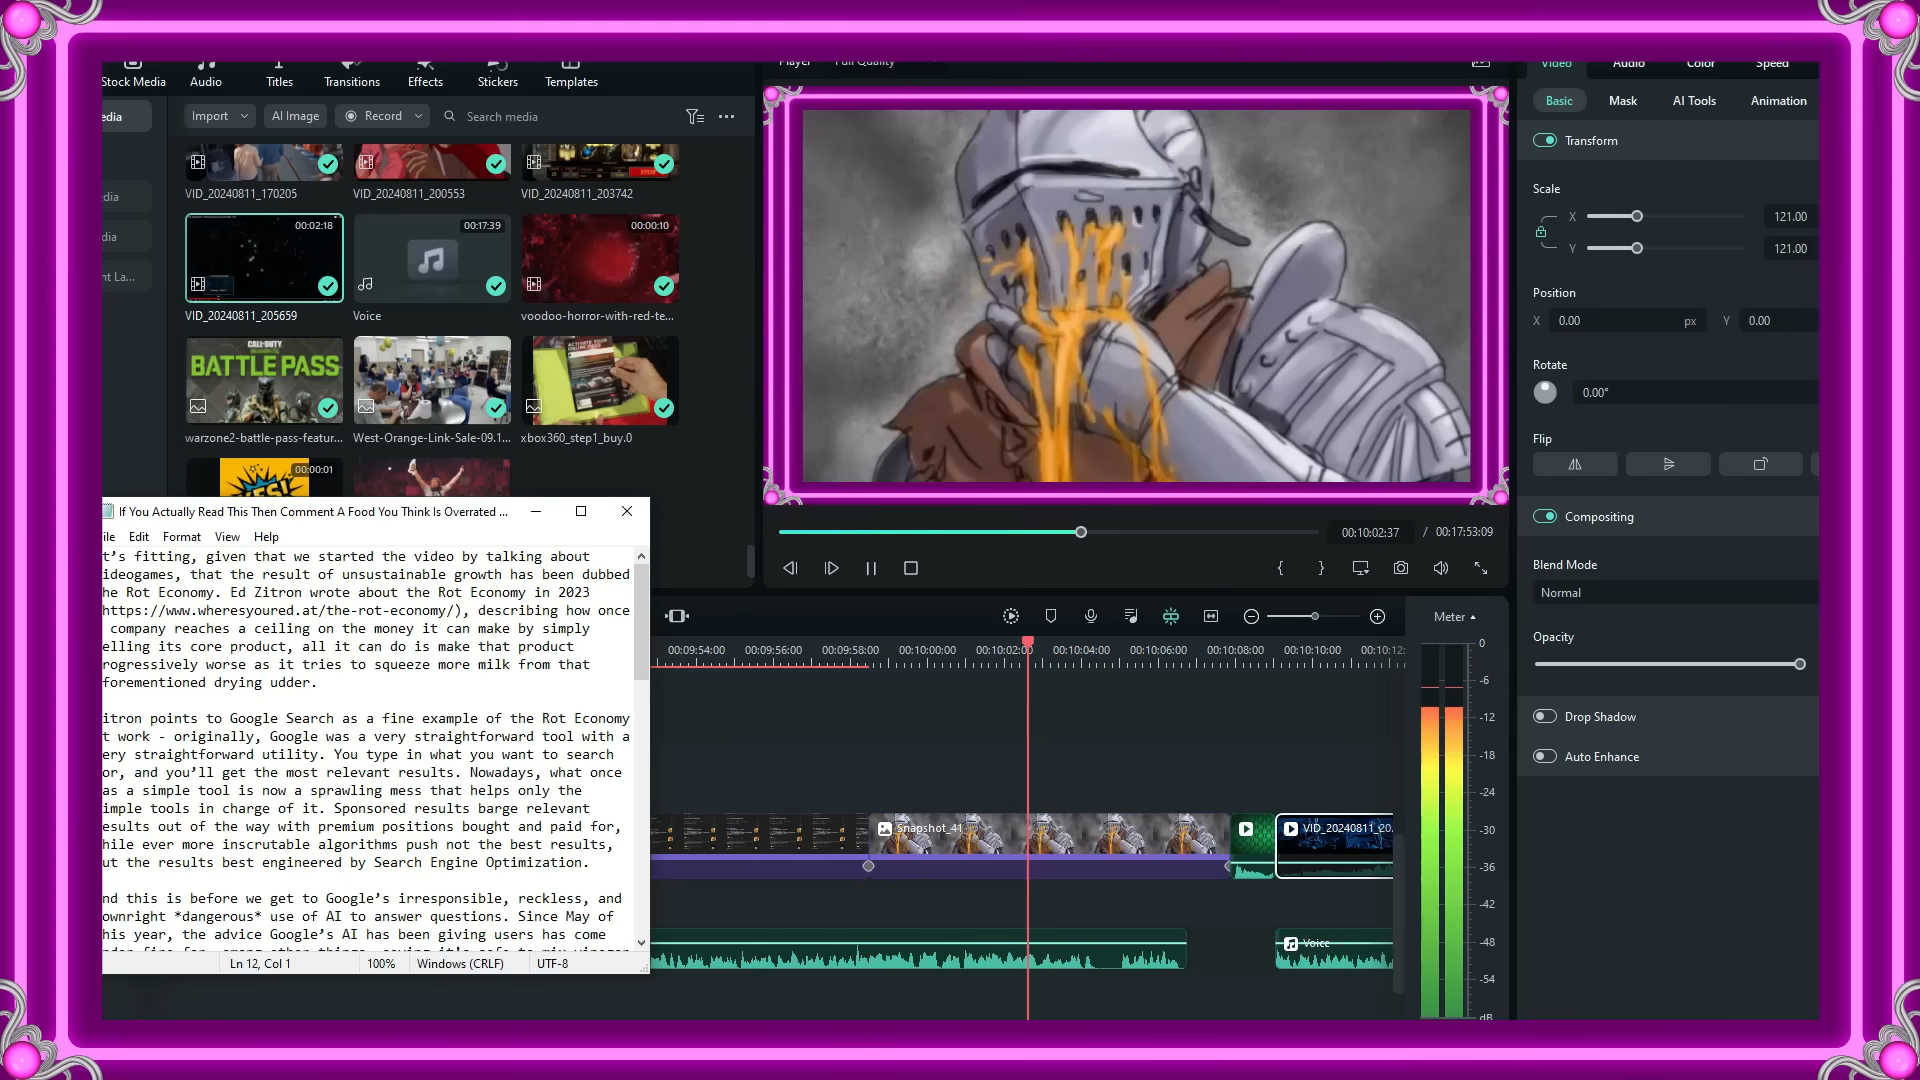 Stock Media
Audio
Titles
Transitions
Effects
Stickers
Templates
Player
Full Quality
Video
Audio
Color
Speed
edia
Import
AI Image
Record
Search media
Basic
Mask
AI Tools
Animation
Transform
VID_20240811_170205
VID_20240811_200553
VID_20240811_203742
dia
dia
nt La...
00:02:18
00:17:39
00:00:10
VID_20240811_205659
Voice
voodoo-horror-with-red-te...
CALL OF DUTY
BATTLE PASS
warzone2-battle-pass-featur...
West-Orange-Link-Sale-09.1...
xbox360_step1_buy.0
00:00:01
YES!
Scale
X
121.00
Y
121.00
Position
X
0.00
px
Y
0.00
Rotate
0.00°
Flip
Compositing
Blend Mode
Normal
Opacity
Drop Shadow
Auto Enhance
00:10:02:37
/ 00:17:53:09
If You Actually Read This Then Comment A Food You Think Is Overrated ...
ile Edit Format View Help
t's fitting, given that we started the video by talking about
ideogames, that the result of unsustainable growth has been dubbed
he Rot Economy. Ed Zitron wrote about the Rot Economy in 2023
https://www.wheresyoured.at/the-rot-economy/), describing how once
company reaches a ceiling on the money it can make by simply
elling its core product, all it can do is make that product
rogressively worse as it tries to squeeze more milk from that
forementioned drying udder.
itron points to Google Search as a fine example of the Rot Economy
t work - originally, Google was a very straightforward tool with a
ery straightforward utility. You type in what you want to search
or, and you'll get the most relevant results. Nowadays, what once
as a simple tool is now a sprawling mess that helps only the
imple tools in charge of it. Sponsored results barge relevant
esults out of the way with premium positions bought and paid for,
hile ever more inscrutable algorithms push not the best results,
ut the results best engineered by Search Engine Optimization.
nd this is before we get to Google's irresponsible, reckless, and
ownright *dangerous* use of AI to answer questions. Since May of
his year, the advice Google's AI has been giving users has come
Ln 12, Col 1
100%
Windows (CRLF)
UTF-8
Meter
00:09:54:00
00:09:56:00
00:09:58:00
00:10:00:00
00:10:02:00
00:10:04:00
00:10:06:00
00:10:08:00
00:10:10:00
00:10:12:
Snapshot_41
VID_20240811_20.
Voice
0
-6
-12
-18
-24
-30
-36
-42
-48
-54
dB